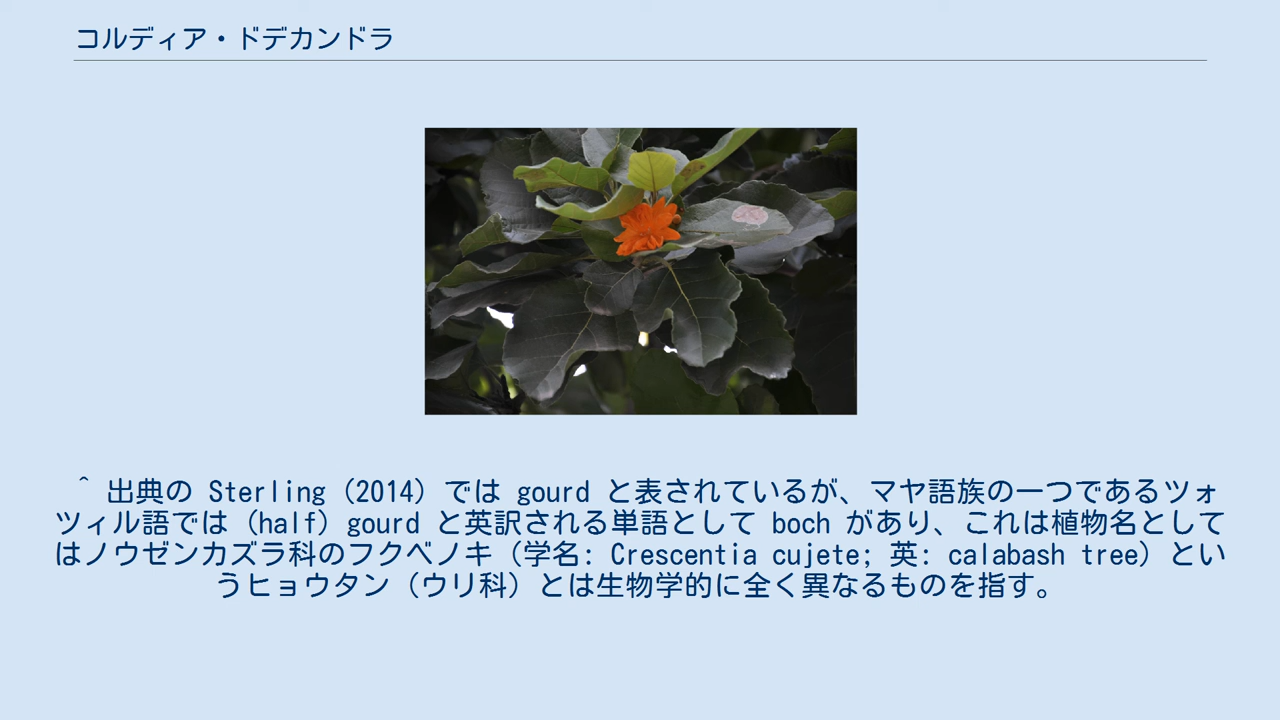 コルディア・ドデカンドラ
^ 出典の Sterling (2014) では gourd と表されているが、マヤ語族の一つであるツォ
ツィル語では (half) gourd と英訳される単語として boch があり、これは植物名として
はノウゼンカズラ科のフクベノキ（学名: Crescentia cujete; 英: calabash tree）とい
うヒョウタン（ウリ科）とは生物学的に全く異なるものを指す。